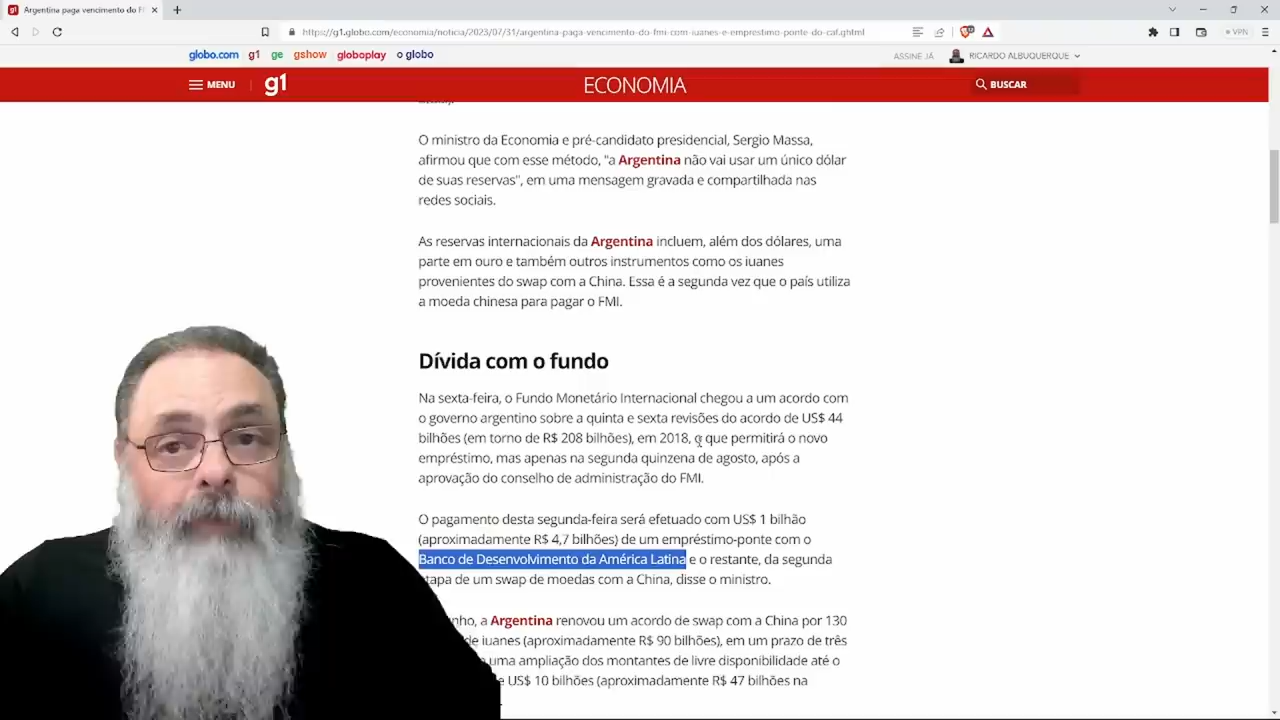 g1 Argentina paga vencimento do F
https://g1.globo.com/economia/noticia/2023/07/31/argentina-paga-vencimento-do-fmi-com-iuanes-e-emprestimo-ponte-do-caf.ghtml
VPN
globo.com g1 ge gshow globoplay o globo
ASSINE JÁ
RICARDO ALBUQUERQUE
MENU
g1
ECONOMIA
BUSCAR
O ministro da Economia e pré-candidato presidencial, Sergio Massa,
afirmou que com esse método, "a Argentina não vai usar um único dólar
de suas reservas", em uma mensagem gravada e compartilhada nas
redes sociais.
As reservas internacionais da Argentina incluem, além dos dólares, uma
parte em ouro e também outros instrumentos como os iuanes
provenientes do swap com a China. Essa é a segunda vez que o país utiliza
a moeda chinesa para pagar o FMI.
Dívida com o fundo
Na sexta-feira, o Fundo Monetário Internacional chegou a um acordo com
o governo argentino sobre a quinta e sexta revisões do acordo de US$ 44
bilhões (em torno de R$ 208 bilhões), em 2018, o que permitirá o novo
empréstimo, mas apenas na segunda quinzena de agosto, após a
aprovação do conselho de administração do FMI.
O pagamento desta segunda-feira será efetuado com US$ 1 bilhão
(aproximadamente R$ 4,7 bilhões) de um empréstimo-ponte com o
Banco de Desenvolvimento da América Latina e o restante, da segunda
etapa de um swap de moedas com a China, disse o ministro.
a Argentina renovou um acordo de swap com a China por 130
de iuanes (aproximadamente R$ 90 bilhões), em um prazo de três
uma ampliação dos montantes de livre disponibilidade até o
US$ 10 bilhões (aproximadamente R$ 47 bilhões na